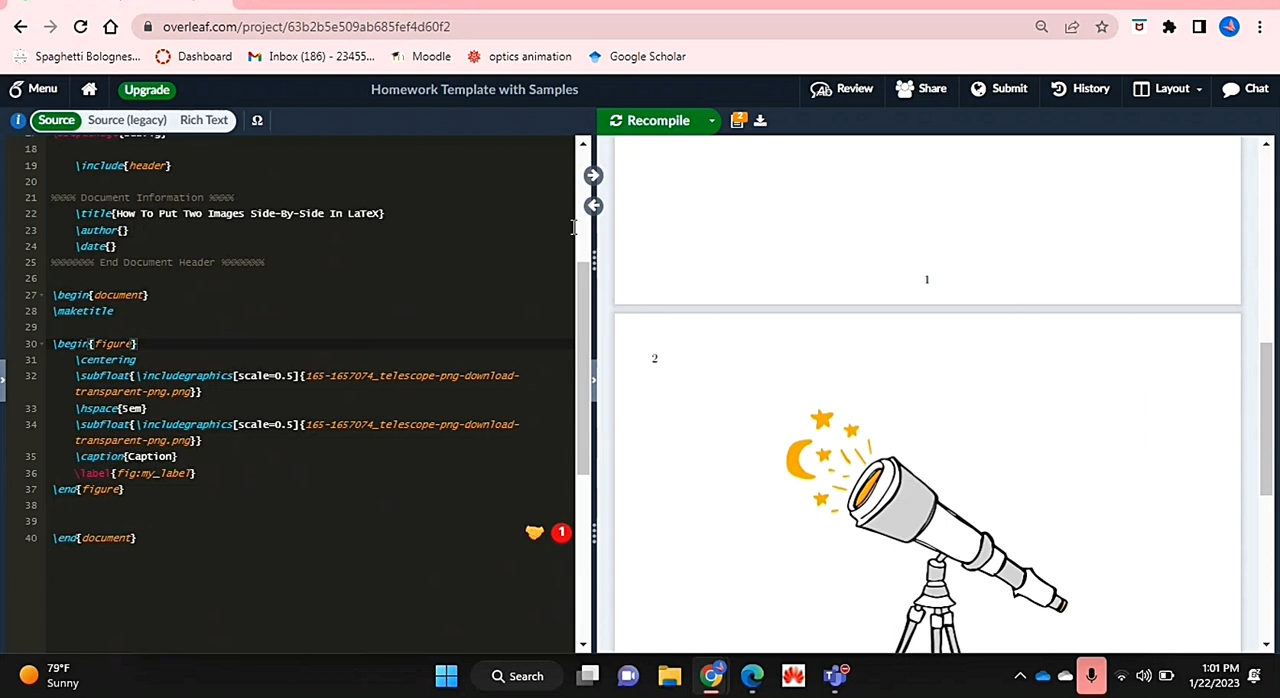 overleaf.com/project/63b2b5e509ab685fef4d60f2
Spaghetti Bolognes... Dashboard Inbox (186) - 23455... Moodle optics animation Google Scholar
Menu Upgrade Homework Template with Samples Review Share Submit History Layout Chat
Source Source (legacy) Rich Text Ω Recompile 2
18
19 \include{header}
20
21 %%%% Document Information %%%%
22 \title{How To Put Two Images Side-By-Side In LaTeX}
23 \author{}
24 \date{}
25 %%%%%%% End Document Header %%%%%%%
26
27 \begin{document}
28 \maketitle
29
30 \begin{figure}
31 \centering
32 \subfloat{\includegraphics[scale=0.5]{165-1657074_telescope-png-download-
transparent-png.png}}
33 \hspace{5em}
34 \subfloat{\includegraphics[scale=0.5]{165-1657074_telescope-png-download-
transparent-png.png}}
35 \caption{Caption}
36 \label{fig:my_label}
37 \end{figure}
38
39
40 \end{document}
1
1
2
79°F
Sunny
Search
1:01 PM
1/22/2023